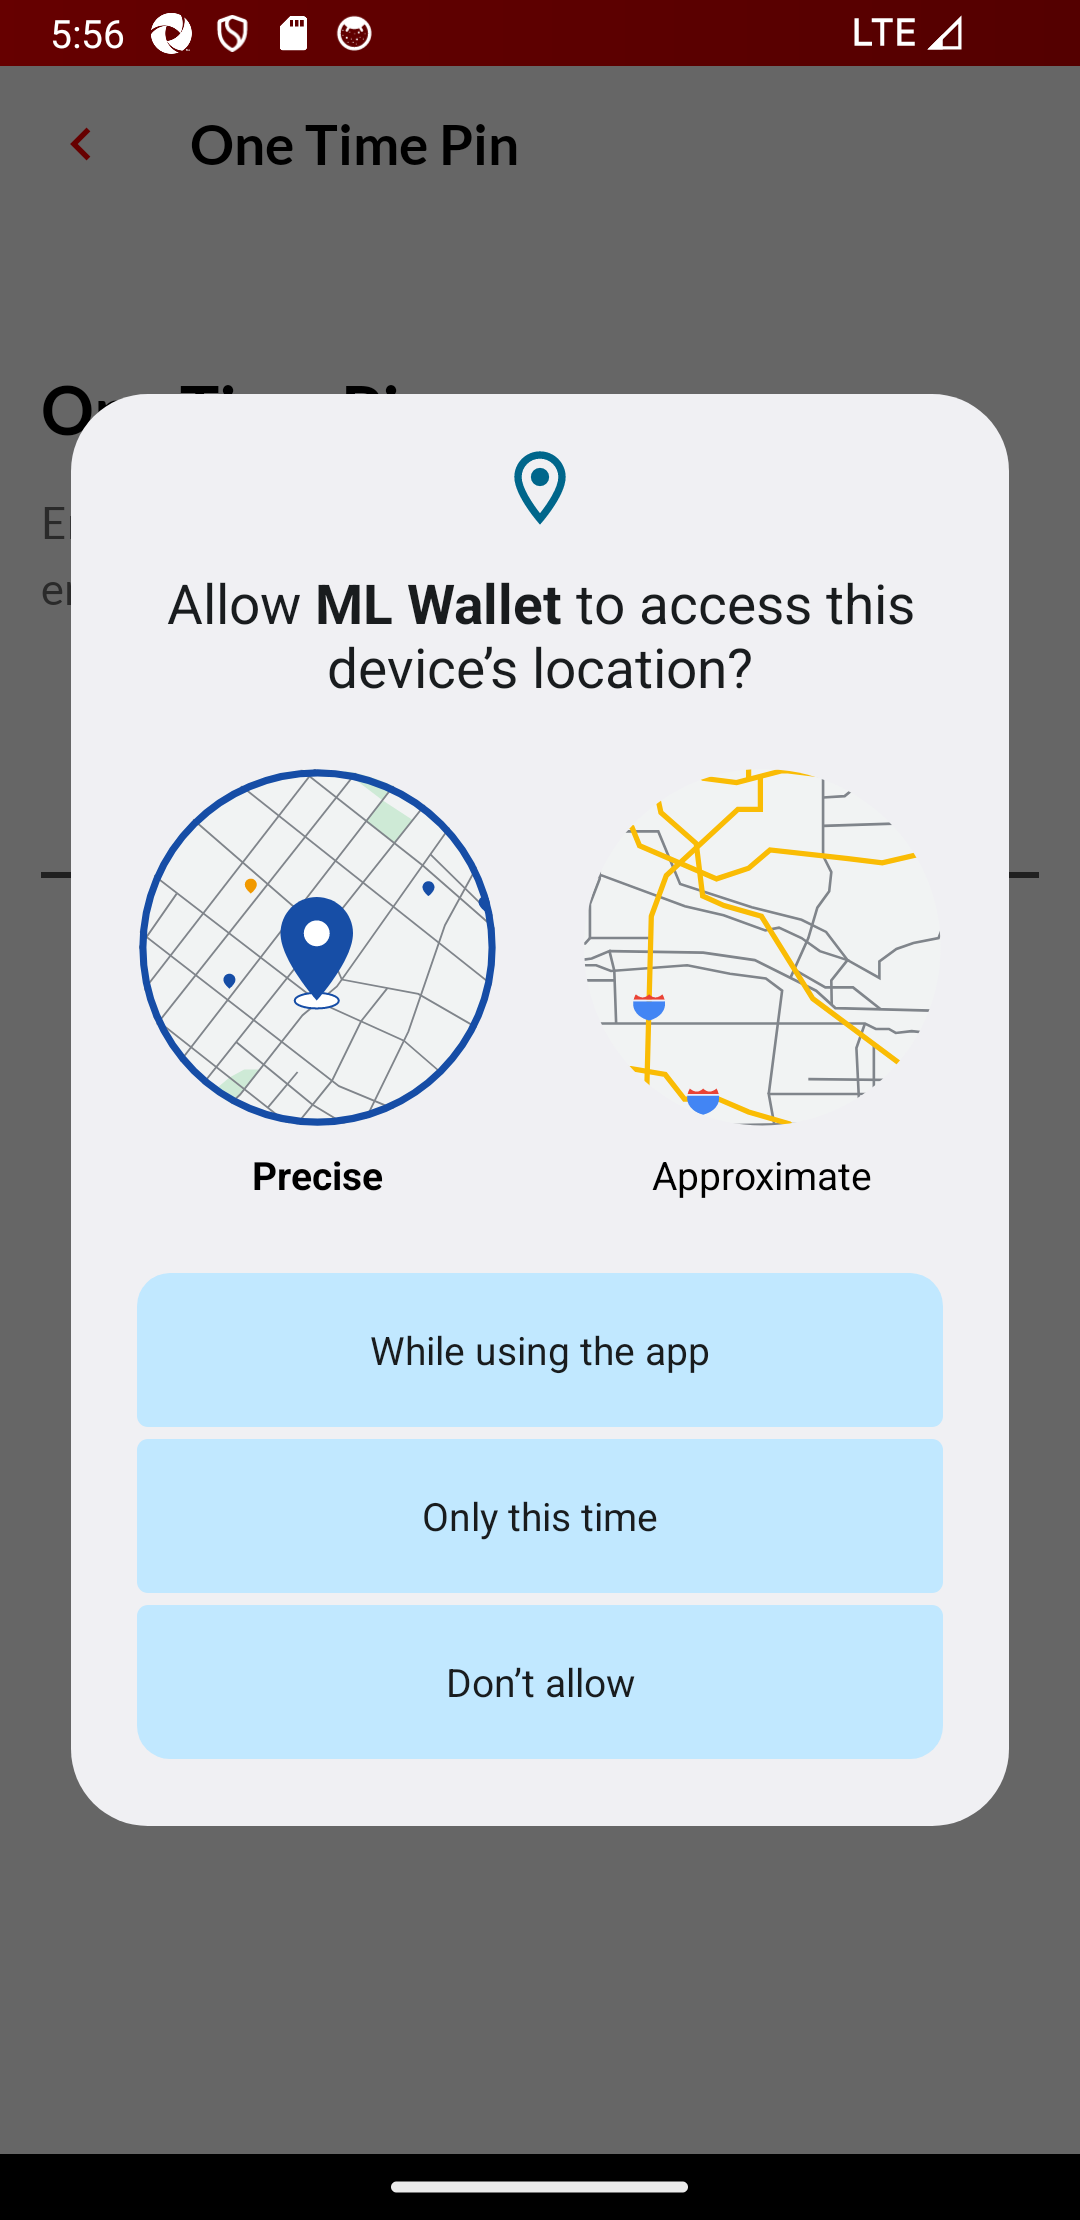 5:56
LTE
One Time Pin
Allow ML Wallet to access this
device’s location?
Precise
Approximate
While using the app
Only this time
Don’t allow